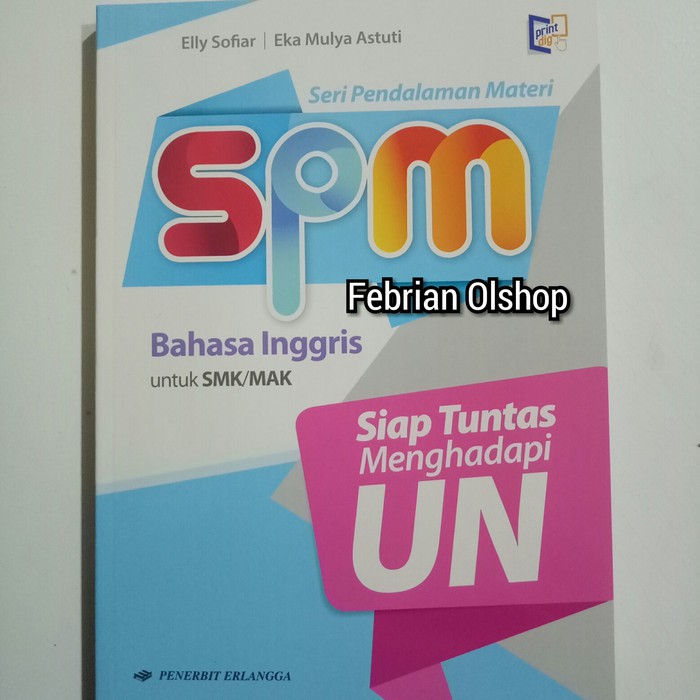 Elly Sofiar | Eka Mulya Astuti
print
dig
Seri Pendalaman Materi
spm
Febrian Olshop
Bahasa Inggris
untuk SMK/MAK
Siap Tuntas
Menghadapi
UN
PENERBIT ERLANGGA